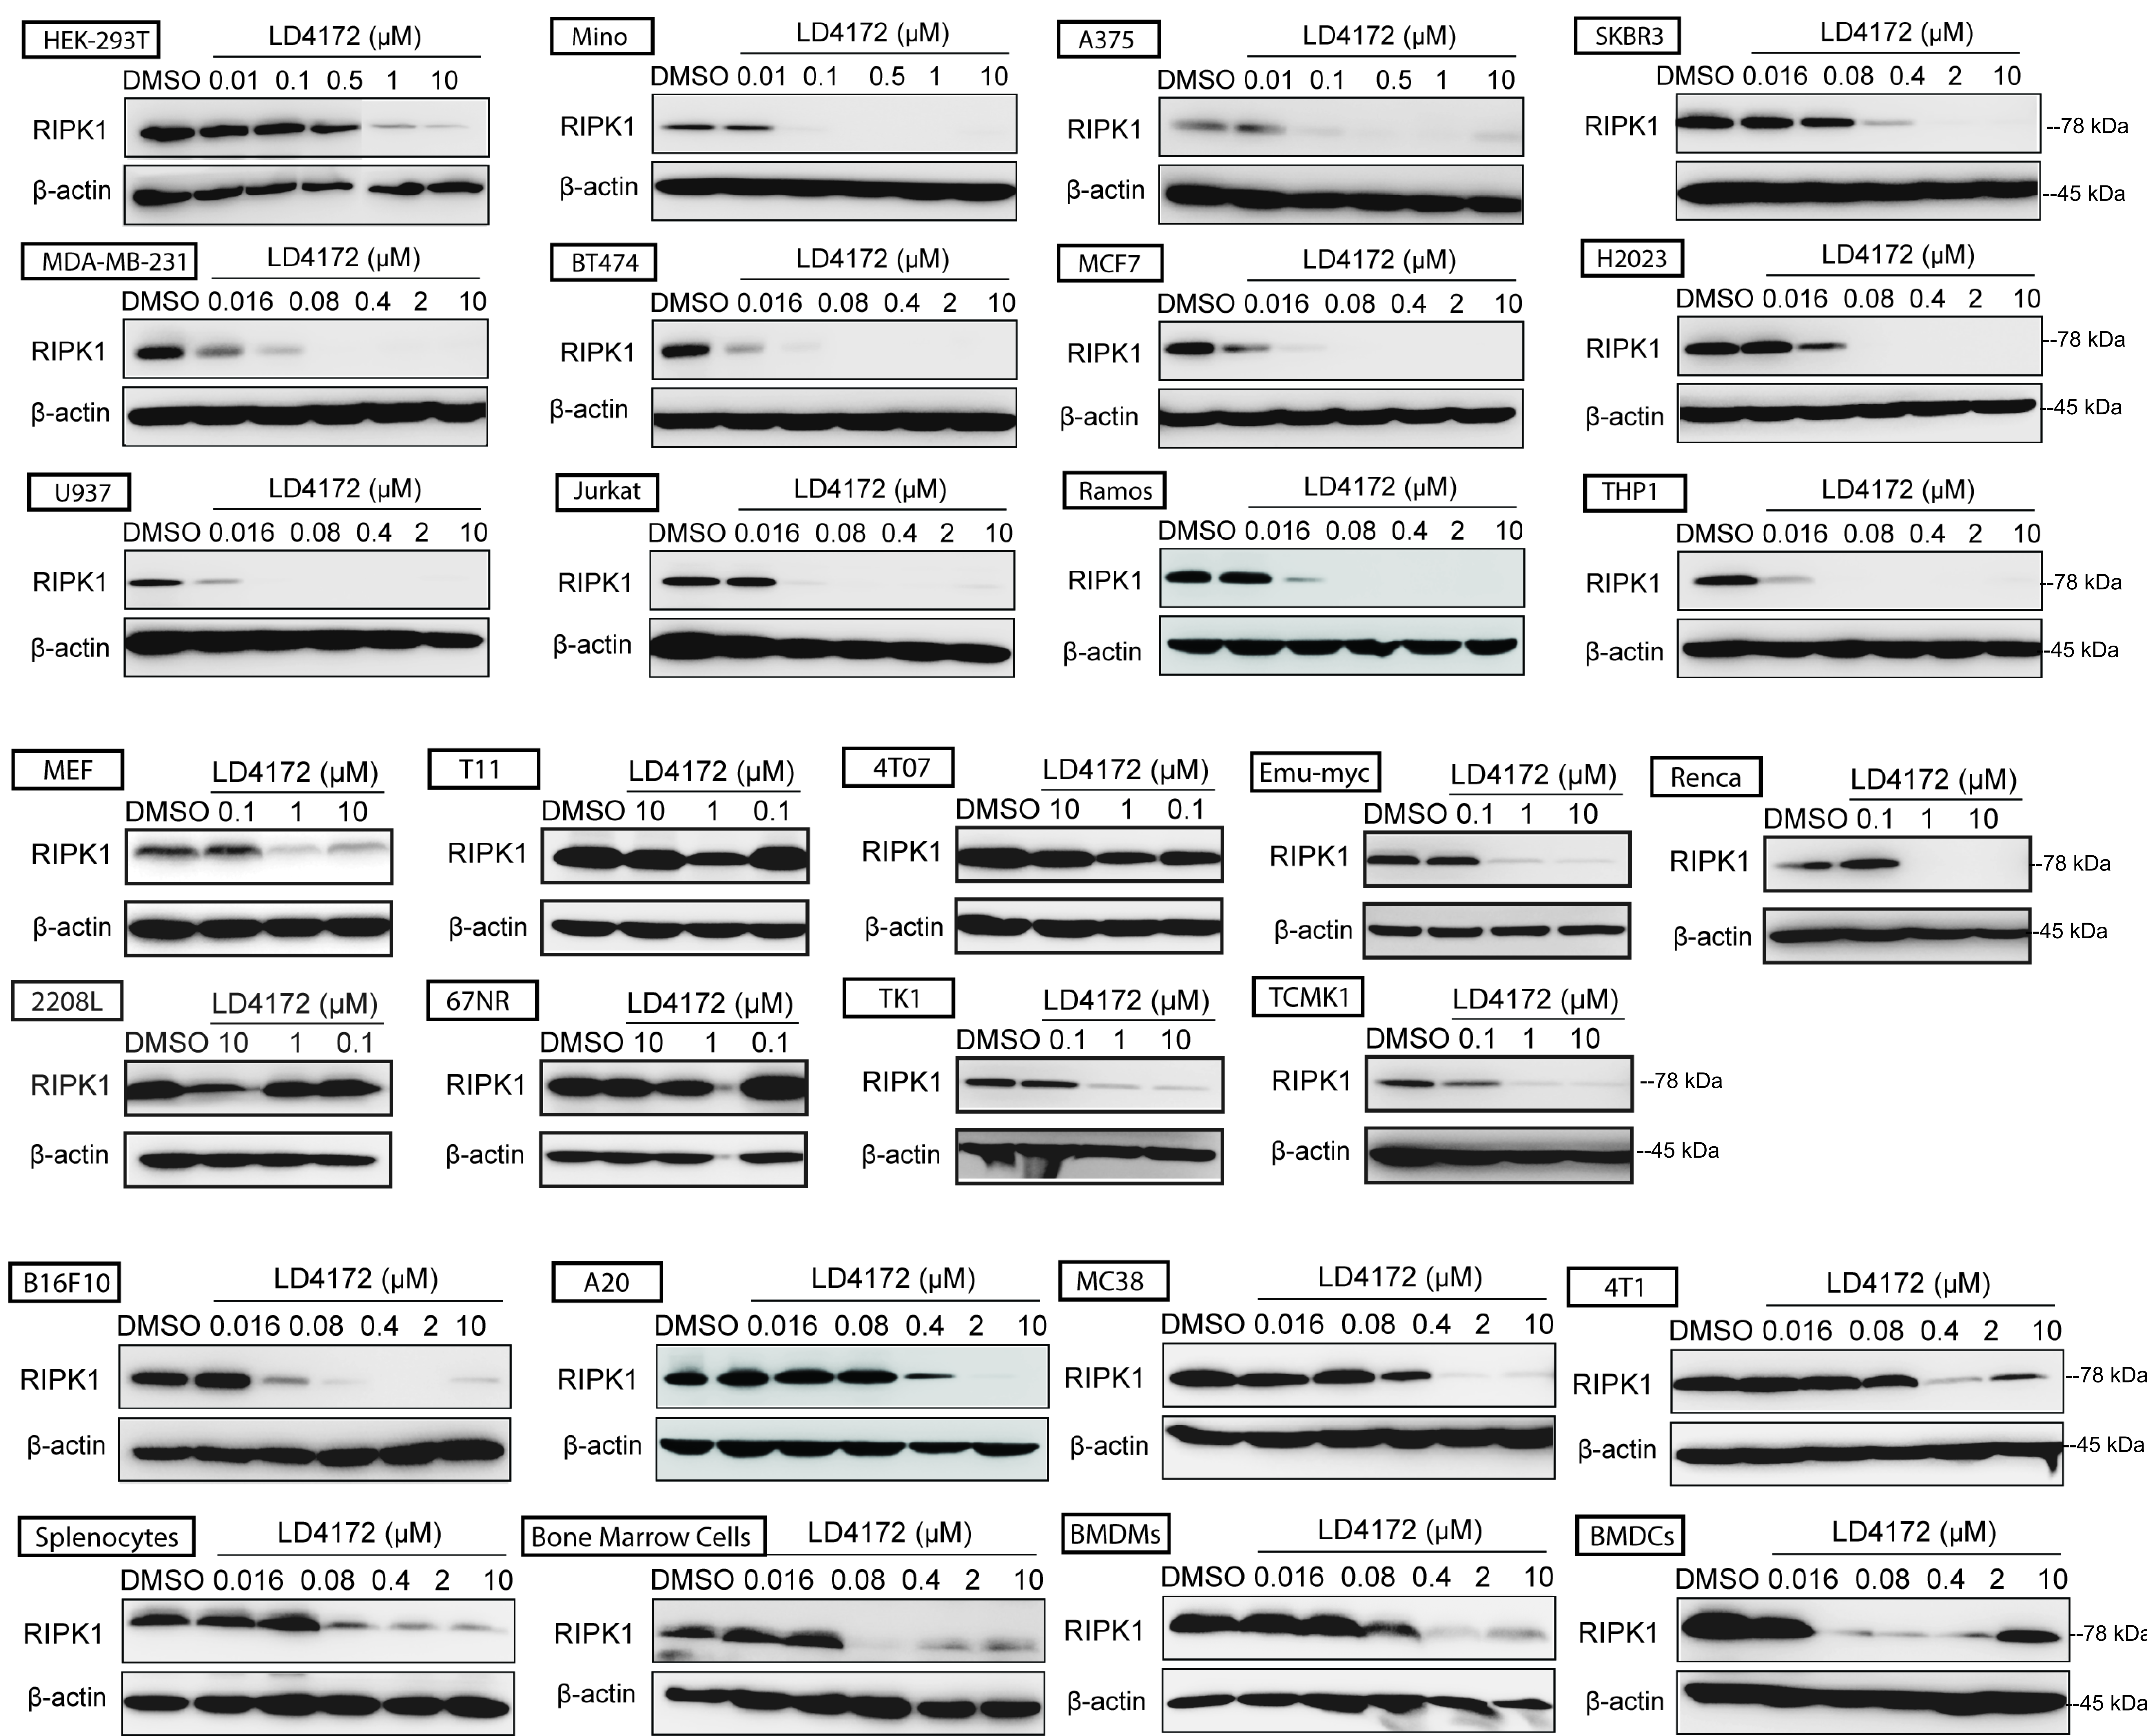 HEK-293T LD4172 (µM)
DMSO 0.01 0.1 0.5 1 10
RIPK1
β-actin
Mino LD4172 (µM)
DMSO 0.01 0.1 0.5 1 10
RIPK1
β-actin
A375 LD4172 (µM)
DMSO 0.01 0.1 0.5 1 10
RIPK1
β-actin
SKBR3 LD4172 (µM)
DMSO 0.016 0.08 0.4 2 10
RIPK1 --78 kDa
β-actin --45 kDa
MDA-MB-231 LD4172 (µM)
DMSO 0.016 0.08 0.4 2 10
RIPK1
β-actin
BT474 LD4172 (µM)
DMSO 0.016 0.08 0.4 2 10
RIPK1
β-actin
MCF7 LD4172 (µM)
DMSO 0.016 0.08 0.4 2 10
RIPK1
β-actin
H2023 LD4172 (µM)
DMSO 0.016 0.08 0.4 2 10
RIPK1 --78 kDa
β-actin --45 kDa
U937 LD4172 (µM)
DMSO 0.016 0.08 0.4 2 10
RIPK1
β-actin
Jurkat LD4172 (µM)
DMSO 0.016 0.08 0.4 2 10
RIPK1
β-actin
Ramos LD4172 (µM)
DMSO 0.016 0.08 0.4 2 10
RIPK1
β-actin
THP1 LD4172 (µM)
DMSO 0.016 0.08 0.4 2 10
RIPK1 --78 kDa
β-actin --45 kDa
MEF LD4172 (µM)
DMSO 0.1 1 10
RIPK1
β-actin
T11 LD4172 (µM)
DMSO 10 1 0.1
RIPK1
β-actin
4T07 LD4172 (µM)
DMSO 10 1 0.1
RIPK1
β-actin
Emu-myc LD4172 (µM)
DMSO 0.1 1 10
RIPK1
β-actin
Renca LD4172 (µM)
DMSO 0.1 1 10
RIPK1 --78 kDa
β-actin --45 kDa
2208L LD4172 (µM)
DMSO 10 1 0.1
RIPK1
β-actin
67NR LD4172 (µM)
DMSO 10 1 0.1
RIPK1
β-actin
TK1 LD4172 (µM)
DMSO 0.1 1 10
RIPK1
β-actin
TCMK1 LD4172 (µM)
DMSO 0.1 1 10
RIPK1 --78 kDa
β-actin --45 kDa
B16F10 LD4172 (µM)
DMSO 0.016 0.08 0.4 2 10
RIPK1
β-actin
A20 LD4172 (µM)
DMSO 0.016 0.08 0.4 2 10
RIPK1
β-actin
MC38 LD4172 (µM)
DMSO 0.016 0.08 0.4 2 10
RIPK1
β-actin
4T1 LD4172 (µM)
DMSO 0.016 0.08 0.4 2 10
RIPK1 --78 kDa
β-actin --45 kDa
Splenocytes LD4172 (µM)
DMSO 0.016 0.08 0.4 2 10
RIPK1
β-actin
Bone Marrow Cells LD4172 (µM)
DMSO 0.016 0.08 0.4 2 10
RIPK1
β-actin
BMDMs LD4172 (µM)
DMSO 0.016 0.08 0.4 2 10
RIPK1
β-actin
BMDCs LD4172 (µM)
DMSO 0.016 0.08 0.4 2 10
RIPK1 --78 kDa
β-actin --45 kDa